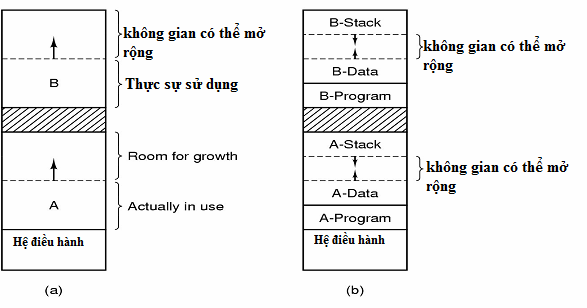 không gian có thể mở
rộng
B
Thực sự sử dụng
Room for growth
A
Actually in use
Hệ điều hành
(a)
B-Stack
không gian có thể mở
rộng
B-Data
B-Program
A-Stack
không gian có thể mở
rộng
A-Data
A-Program
Hệ điều hành
(b)